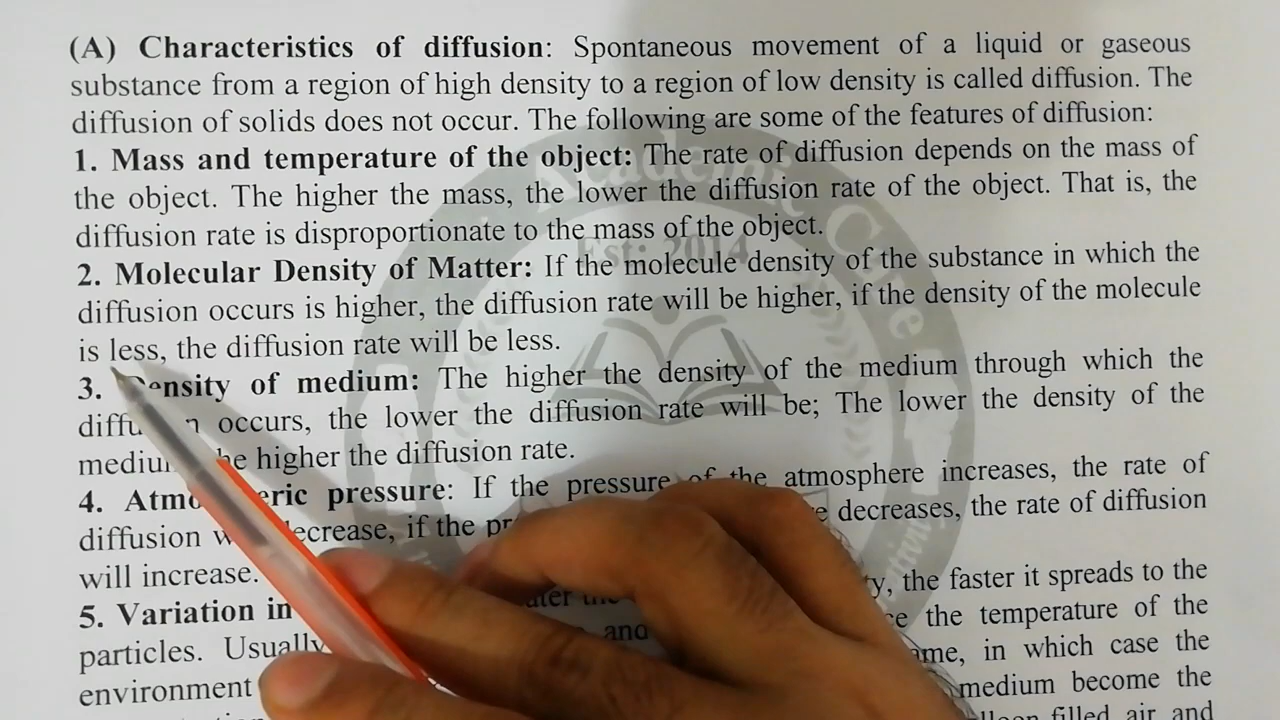 (A) Characteristics of diffusion: Spontaneous movement of a liquid or gaseous
substance from a region of high density to a region of low density is called diffusion. The
diffusion of solids does not occur. The following are some of the features of diffusion:
1. Mass and temperature of the object: The rate of diffusion depends on the mass of
the object. The higher the mass, the lower the diffusion rate of the object. That is, the
diffusion rate is disproportionate to the mass of the object.
2. Molecular Density of Matter: If the molecule density of the substance in which the
diffusion occurs is higher, the diffusion rate will be higher, if the density of the molecule
is less, the diffusion rate will be less.
3. Density of medium: The higher the density of the medium through which the
occurs, the lower the diffusion rate will be; The lower the density of the
higher the diffusion rate.
4. pressure: If the pressure of the atmosphere increases, the rate of
diffusion if the decreases, the rate of diffusion
will increase. the faster it spreads to the
5. Variation in the temperature of the
particles. Usually and in which case the
environment medium become the
filled air and
Academic Care
Est: 2014